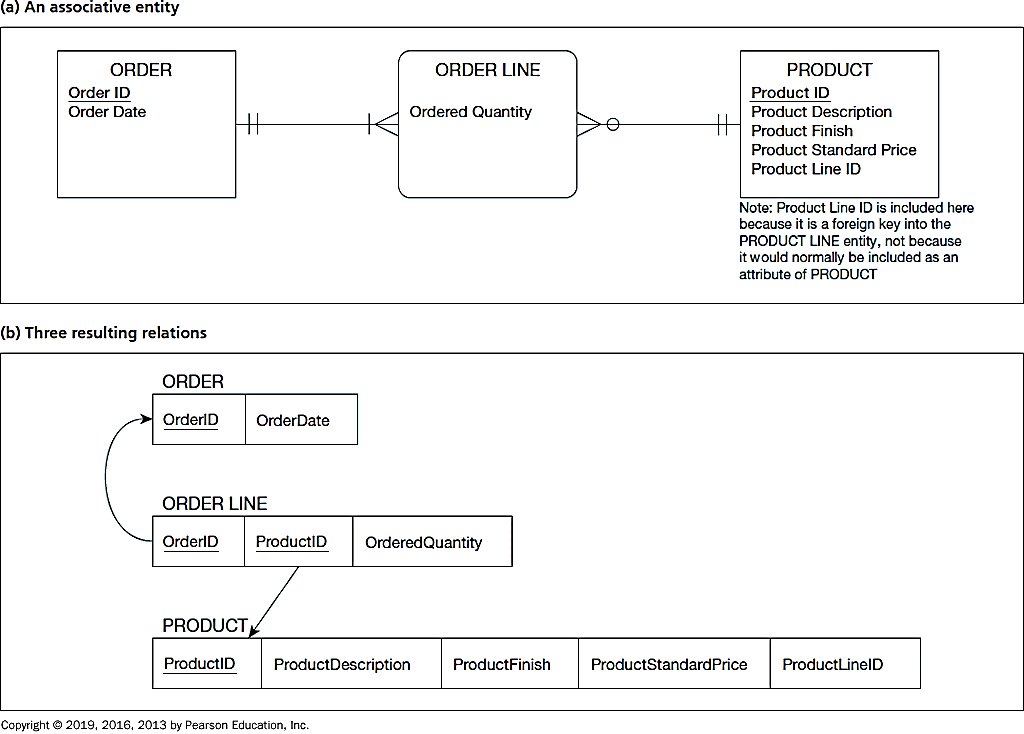 (a) An associative entity
ORDER
Order ID
Order Date
ORDER LINE
Ordered Quantity
PRODUCT
Product ID
Product Description
Product Finish
Product Standard Price
Product Line ID
Note: Product Line ID is included here
because it is a foreign key into the
PRODUCT LINE entity, not because
it would normally be included as an
attribute of PRODUCT
(b) Three resulting relations
ORDER
OrderID OrderDate
ORDER LINE
OrderID ProductID OrderedQuantity
PRODUCT
ProductID ProductDescription ProductFinish ProductStandardPrice ProductLineID
Copyright © 2019, 2016, 2013 by Pearson Education, Inc.